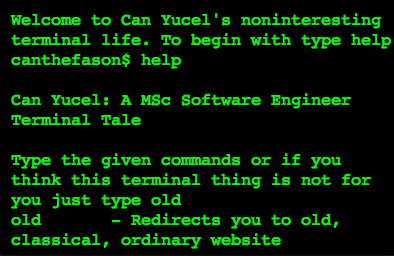 Welcome to Can Yucel's noninteresting
terminal life. To begin with type help
canthefason$ help
Can Yucel: A MSc Software Engineer
Terminal Tale
Type the given commands or if you
think this terminal thing is not for
you just type old
old       - Redirects you to old,
classical, ordinary website